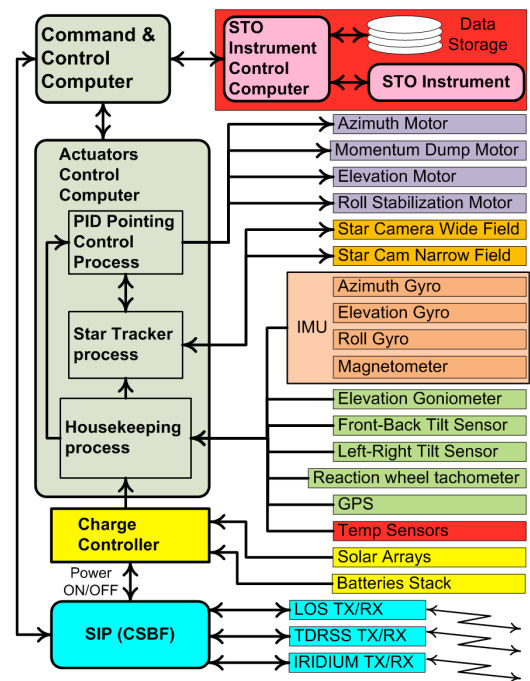 Command &
Control
Computer
STO
Instrument
Control
Computer
Data
Storage
STO Instrument
Actuators
Control
Computer
PID Pointing
Control
Process
Star Tracker
process
Housekeeping
process
Azimuth Motor
Momentum Dump Motor
Elevation Motor
Roll Stabilization Motor
Star Camera Wide Field
Star Cam Narrow Field
IMU
Azimuth Gyro
Elevation Gyro
Roll Gyro
Magnetometer
Elevation Goniometer
Front-Back Tilt Sensor
Left-Right Tilt Sensor
Reaction wheel tachometer
GPS
Temp Sensors
Charge
Controller
Solar Arrays
Batteries Stack
Power
ON/OFF
SIP (CSBF)
LOS TX/RX
TDRSS TX/RX
IRIDIUM TX/RX